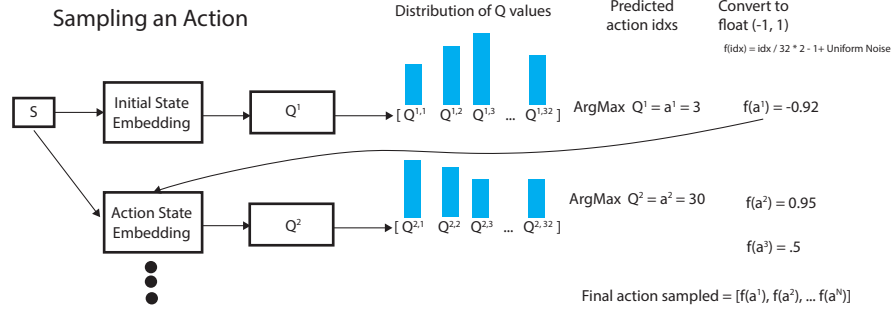 Sampling an Action
Distribution of Q values
Predicted
action idxs
Convert to
float (-1, 1)
f(idx) = idx / 32 * 2 - 1+ Uniform Noise
S
Initial State
Embedding
Q¹
[ Q¹,¹ Q¹,² Q¹,³ ... Q¹,³² ]
ArgMax Q¹ = a¹ = 3
f(a¹) = -0.92
Action State
Embedding
Q²
[ Q²,¹ Q²,² Q²,³ ... Q²,³² ]
ArgMax Q² = a² = 30
f(a²) = 0.95
f(a³) = .5
Final action sampled = [f(a¹), f(a²), ... f(aᴺ)]